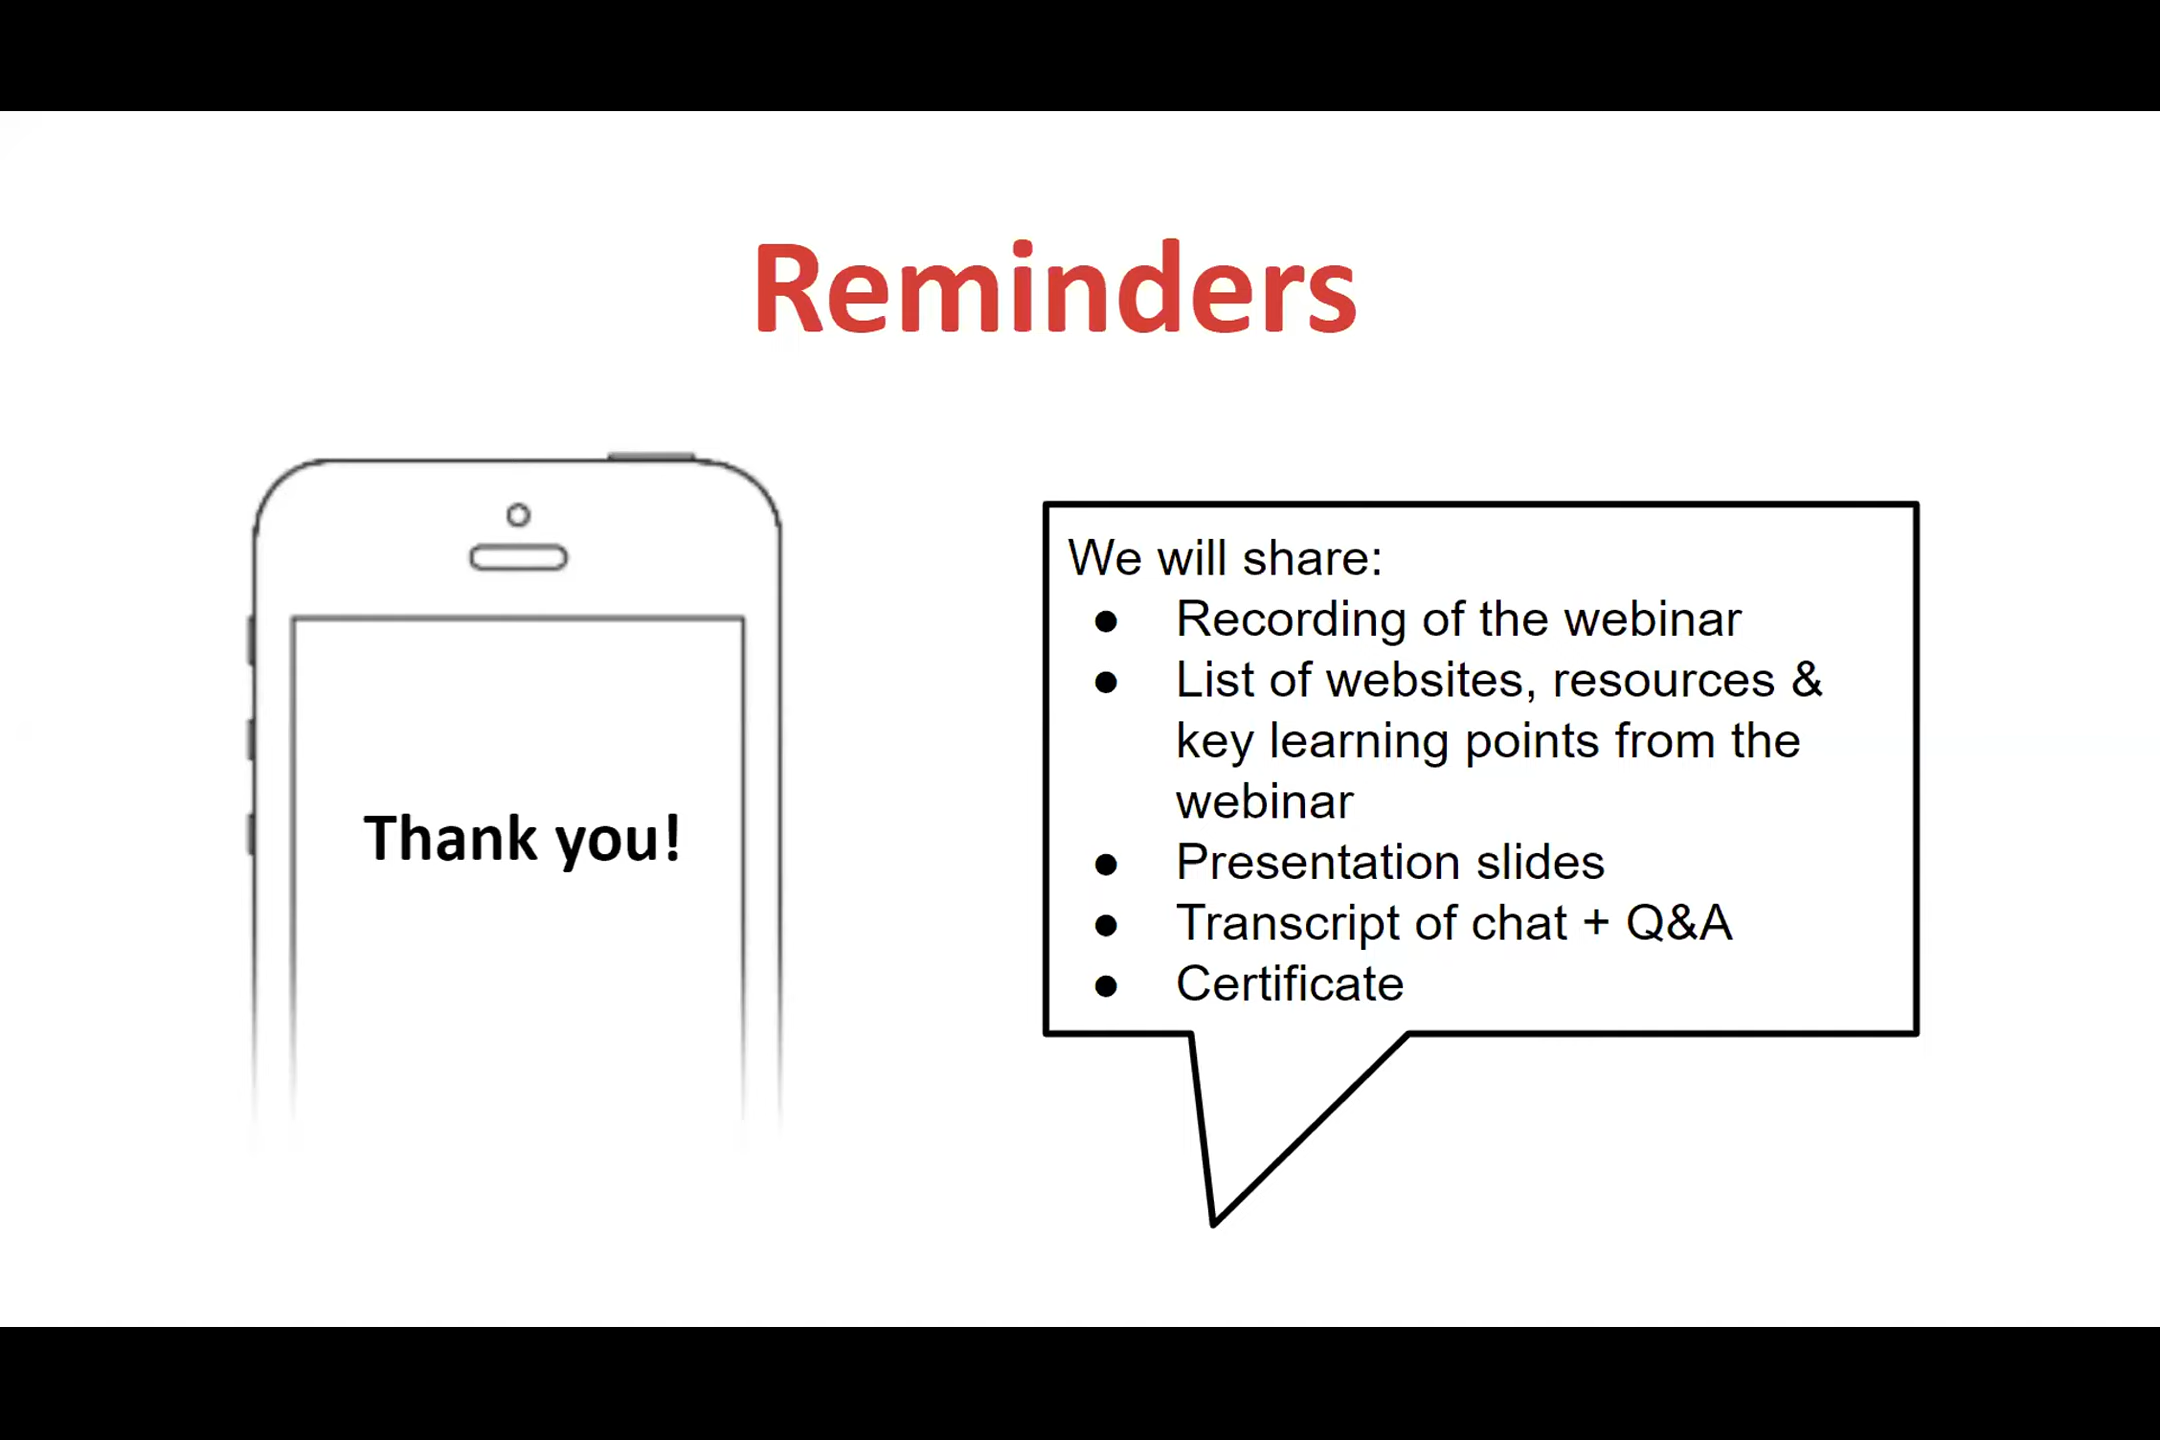 Reminders
Thank you!
We will share:
● Recording of the webinar
● List of websites, resources &
key learning points from the
webinar
● Presentation slides
● Transcript of chat + Q&A
● Certificate